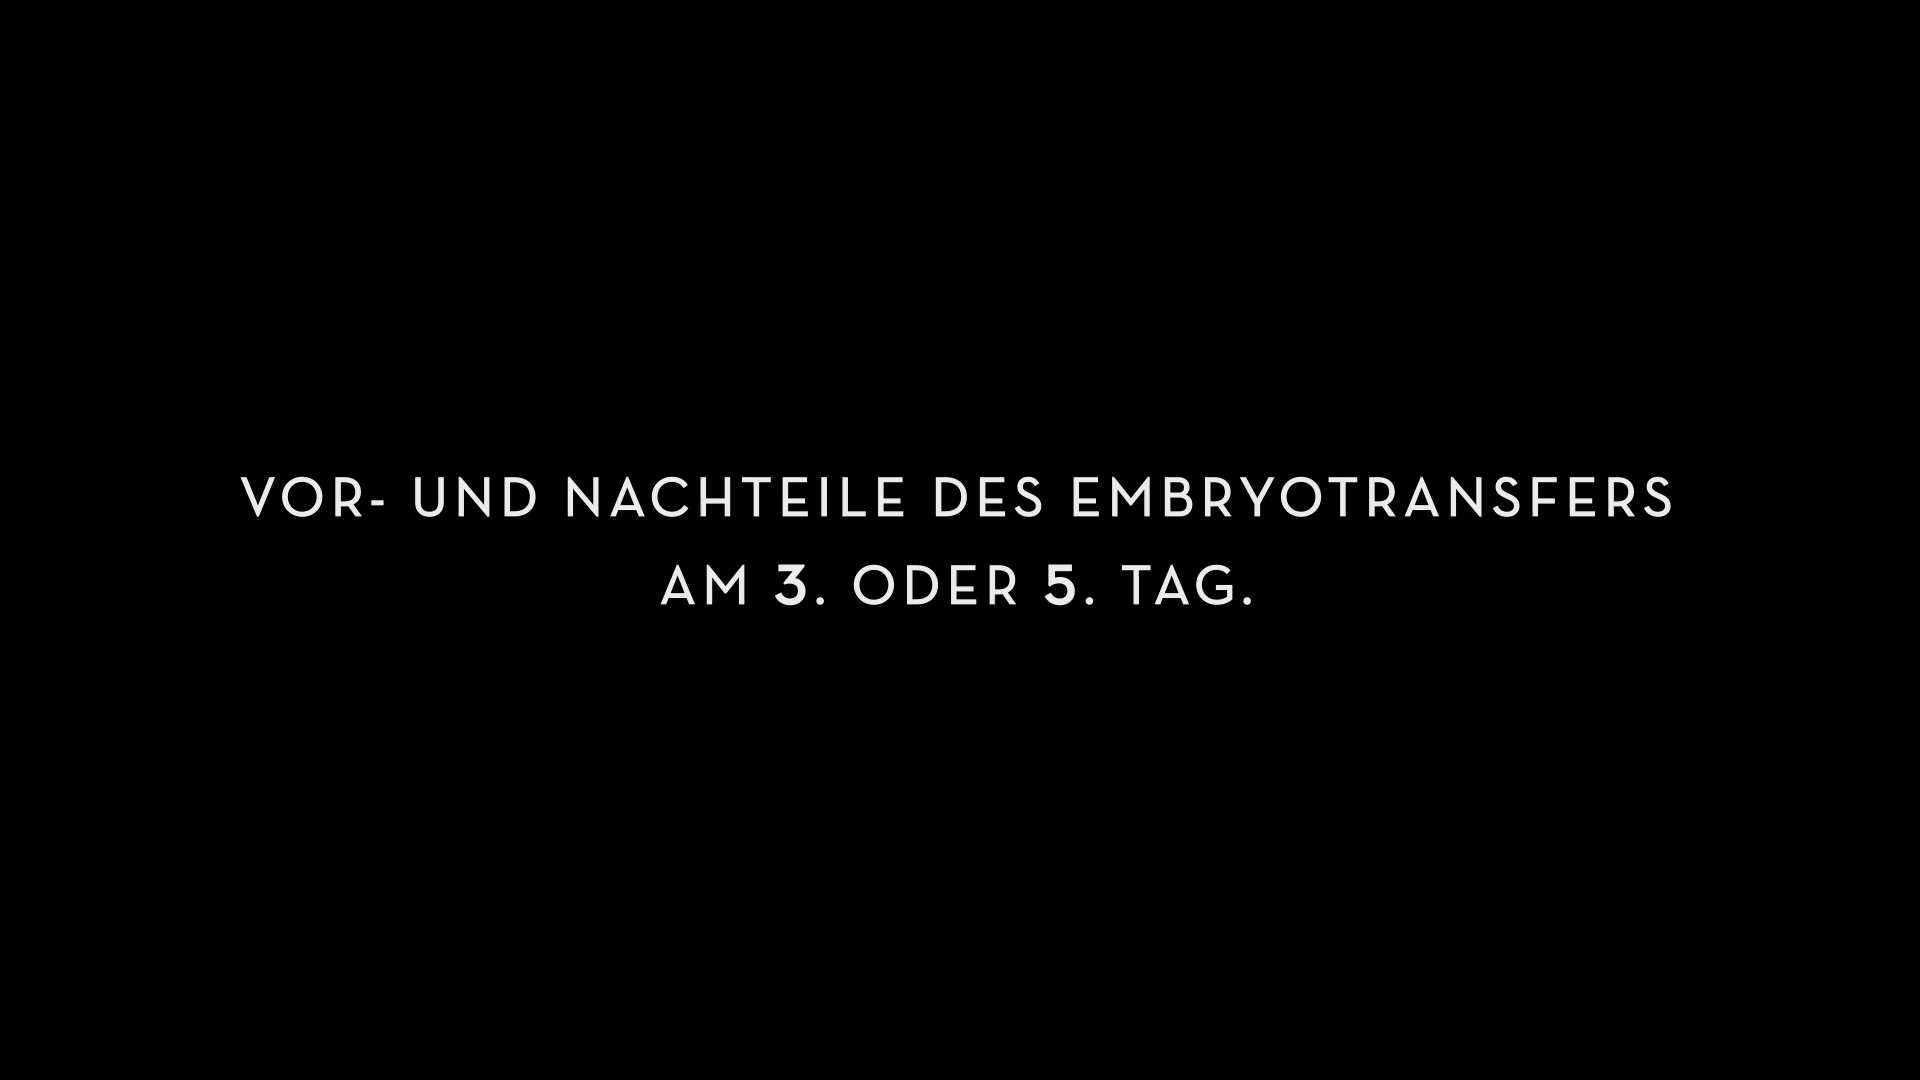 VOR- UND NACHTEILE DES EMBRYOTRANSFERS
AM 3. ODER 5. TAG.